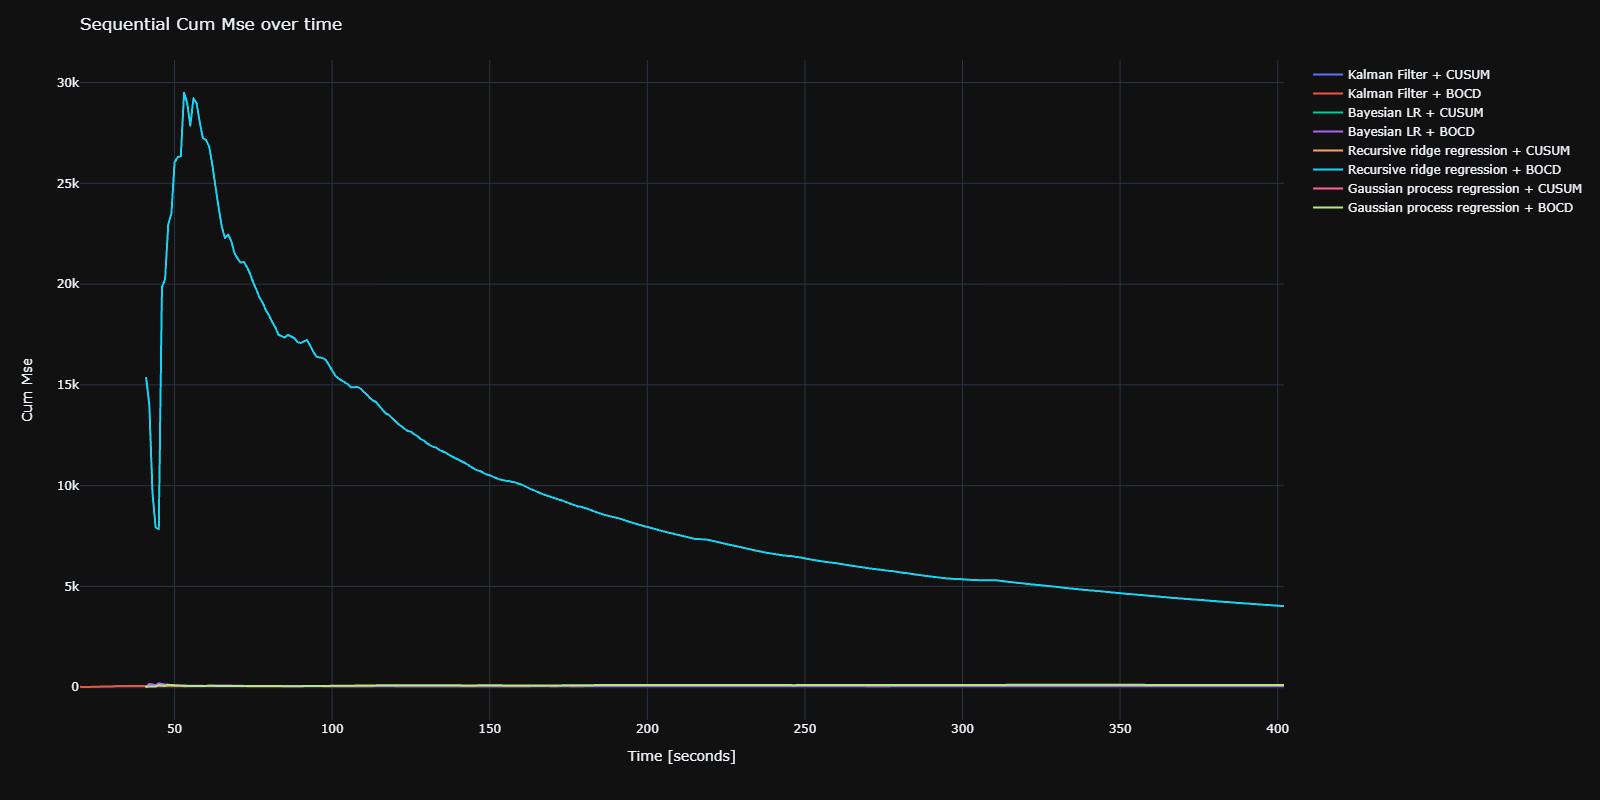 Sequential Cum Mse over time
30k
25k
20k
15k
10k
5k
0
Cum Mse
50 100 150 200 250 300 350 400
Time [seconds]
Kalman Filter + CUSUM
Kalman Filter + BOCD
Bayesian LR + CUSUM
Bayesian LR + BOCD
Recursive ridge regression + CUSUM
Recursive ridge regression + BOCD
Gaussian process regression + CUSUM
Gaussian process regression + BOCD